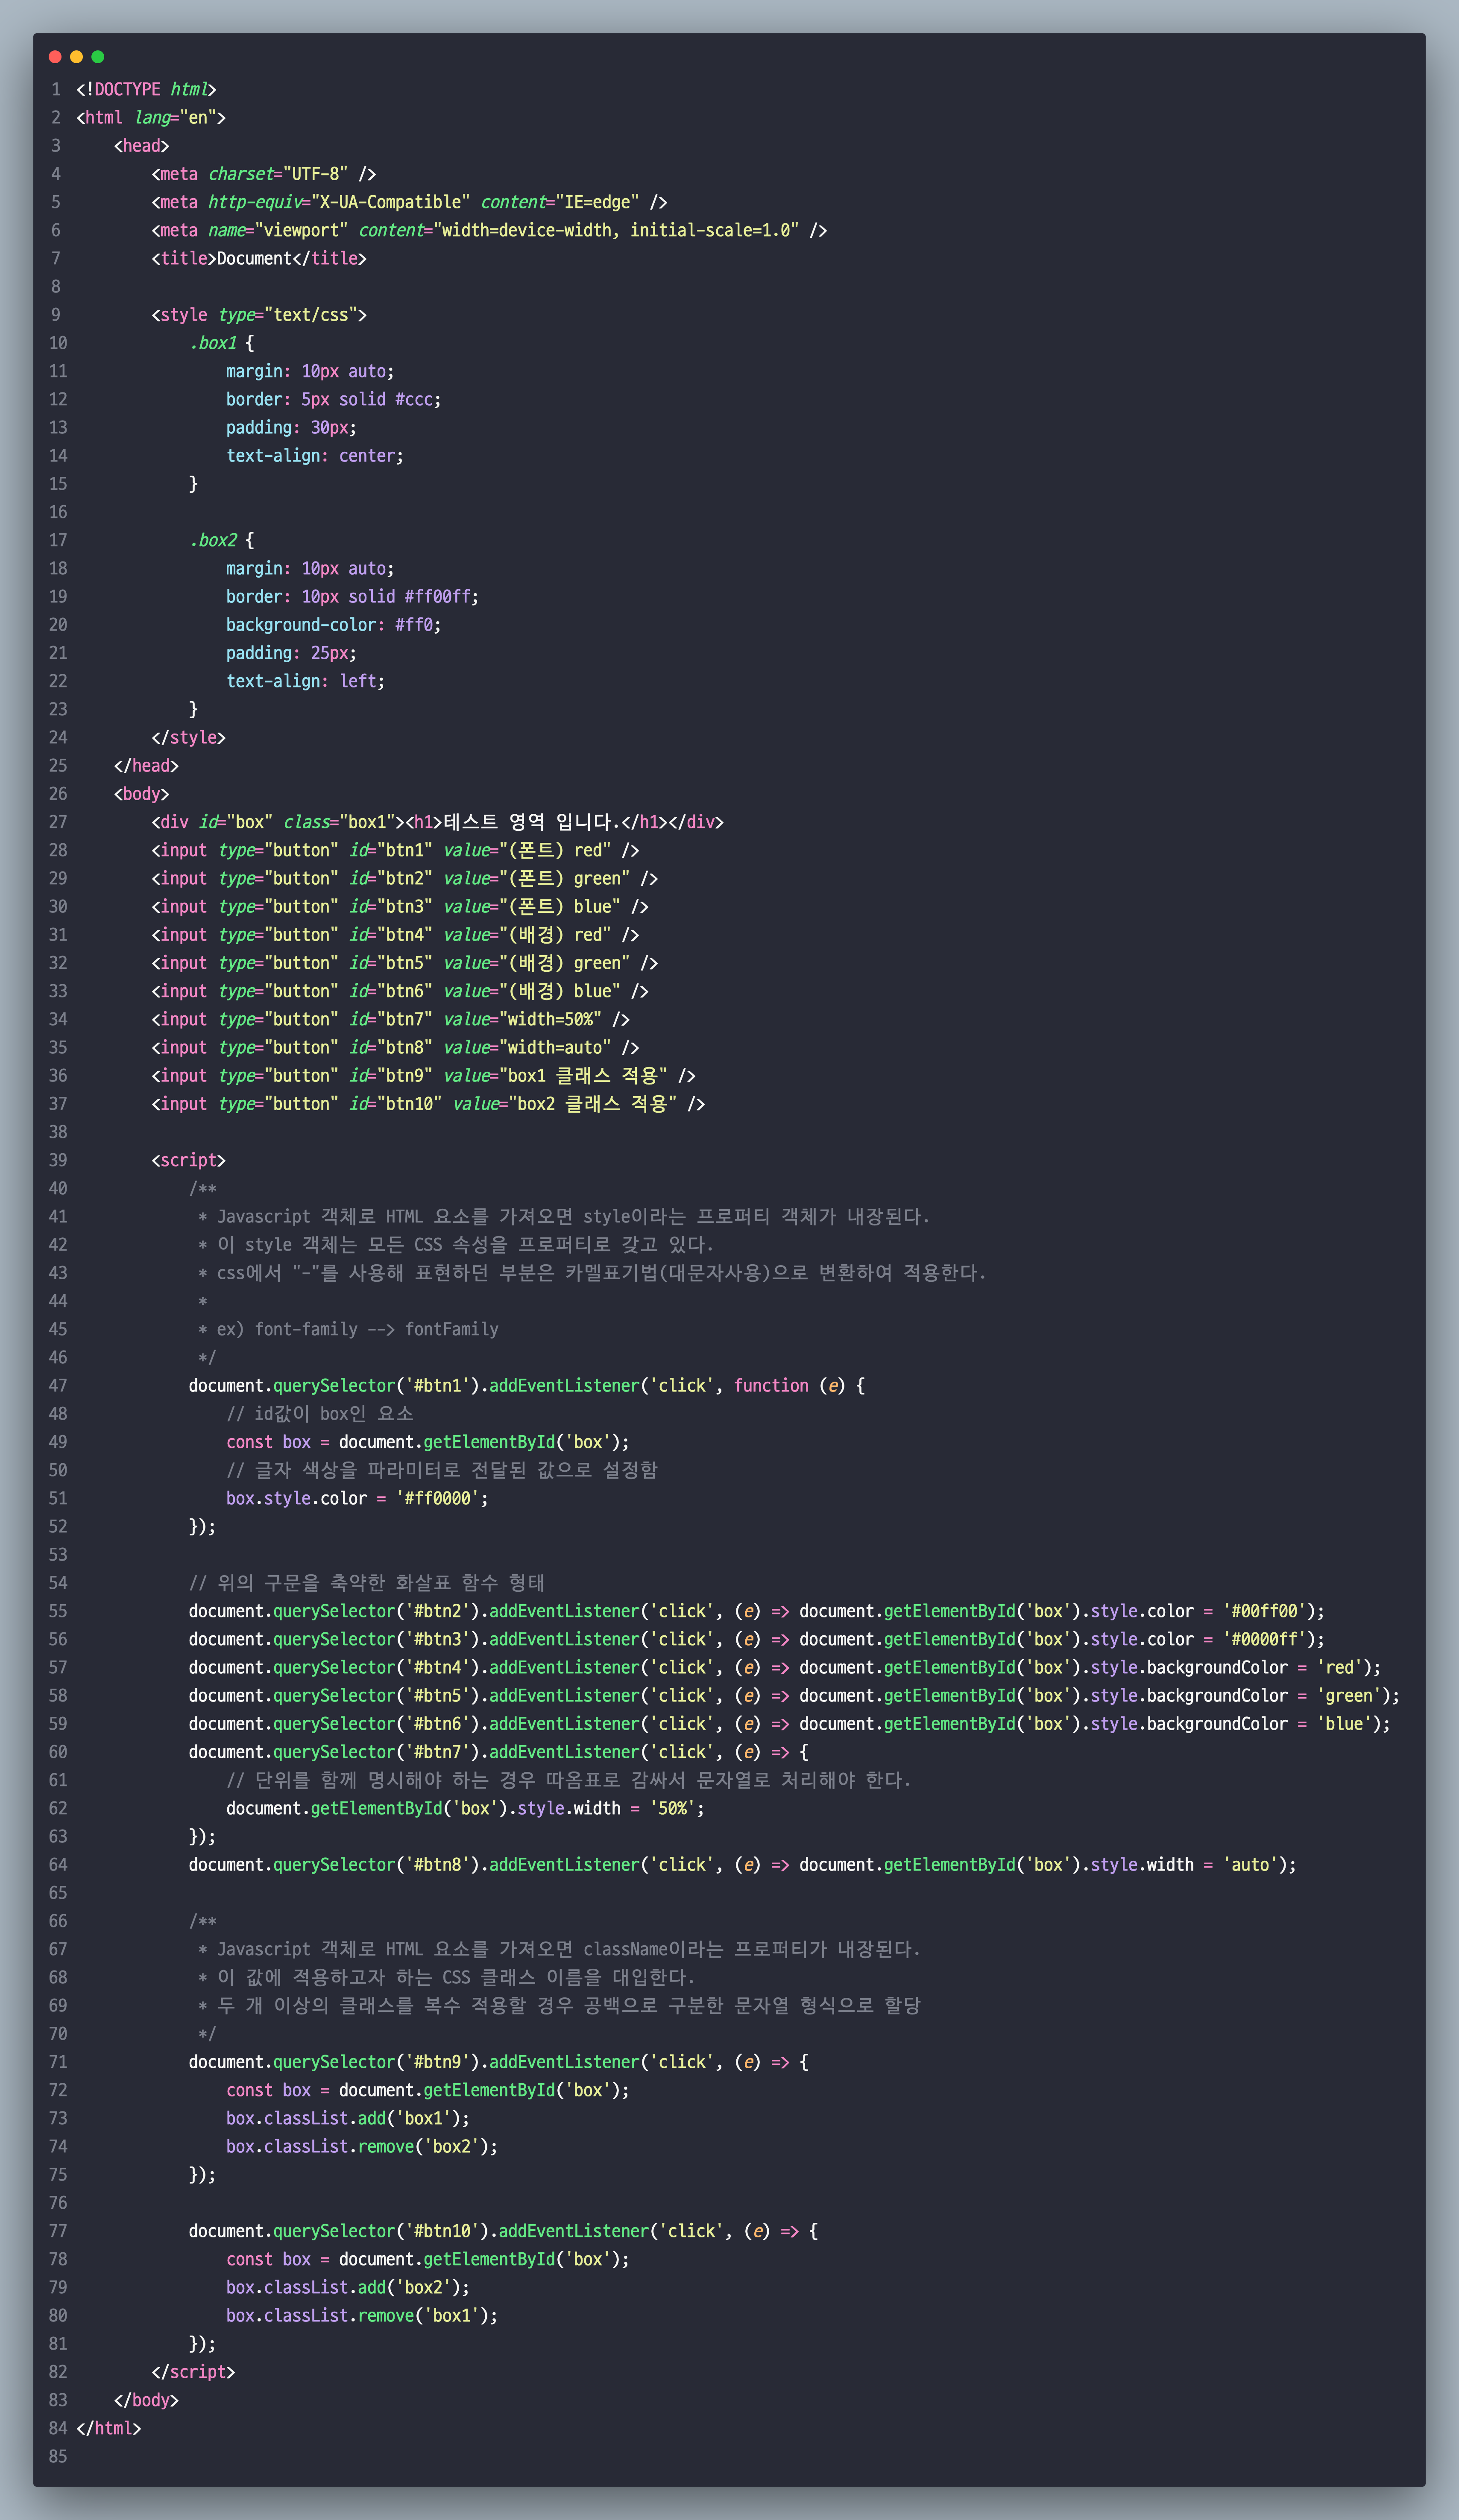 1 <!DOCTYPE html>
2 <html lang="en">
3     <head>
4         <meta charset="UTF-8" />
5         <meta http-equiv="X-UA-Compatible" content="IE=edge" />
6         <meta name="viewport" content="width=device-width, initial-scale=1.0" />
7         <title>Document</title>
8
9         <style type="text/css">
10             .box1 {
11                 margin: 10px auto;
12                 border: 5px solid #ccc;
13                 padding: 30px;
14                 text-align: center;
15             }
16
17             .box2 {
18                 margin: 10px auto;
19                 border: 10px solid #ff00ff;
20                 background-color: #ff0;
21                 padding: 25px;
22                 text-align: left;
23             }
24         </style>
25     </head>
26     <body>
27         <div id="box" class="box1"><h1>테스트 영역 입니다.</h1></div>
28         <input type="button" id="btn1" value="(폰트) red" />
29         <input type="button" id="btn2" value="(폰트) green" />
30         <input type="button" id="btn3" value="(폰트) blue" />
31         <input type="button" id="btn4" value="(배경) red" />
32         <input type="button" id="btn5" value="(배경) green" />
33         <input type="button" id="btn6" value="(배경) blue" />
34         <input type="button" id="btn7" value="width=50%" />
35         <input type="button" id="btn8" value="width=auto" />
36         <input type="button" id="btn9" value="box1 클래스 적용" />
37         <input type="button" id="btn10" value="box2 클래스 적용" />
38
39         <script>
40             /**
41              * Javascript 객체로 HTML 요소를 가져오면 style이라는 프로퍼티 객체가 내장된다.
42              * 이 style 객체는 모든 CSS 속성을 프로퍼티로 갖고 있다.
43              * css에서 "-"를 사용해 표현하던 부분은 카멜표기법(대문자사용)으로 변환하여 적용한다.
44              *
45              * ex) font-family --> fontFamily
46              */
47             document.querySelector('#btn1').addEventListener('click', function (e) {
48                 // id값이 box인 요소
49                 const box = document.getElementById('box');
50                 // 글자 색상을 파라미터로 전달된 값으로 설정함
51                 box.style.color = '#ff0000';
52             });
53
54             // 위의 구문을 축약한 화살표 함수 형태
55             document.querySelector('#btn2').addEventListener('click', (e) => document.getElementById('box').style.color = '#00ff00');
56             document.querySelector('#btn3').addEventListener('click', (e) => document.getElementById('box').style.color = '#0000ff');
57             document.querySelector('#btn4').addEventListener('click', (e) => document.getElementById('box').style.backgroundColor = 'red');
58             document.querySelector('#btn5').addEventListener('click', (e) => document.getElementById('box').style.backgroundColor = 'green');
59             document.querySelector('#btn6').addEventListener('click', (e) => document.getElementById('box').style.backgroundColor = 'blue');
60             document.querySelector('#btn7').addEventListener('click', (e) => {
61                 // 단위를 함께 명시해야 하는 경우 따옴표로 감싸서 문자열로 처리해야 한다.
62                 document.getElementById('box').style.width = '50%';
63             });
64             document.querySelector('#btn8').addEventListener('click', (e) => document.getElementById('box').style.width = 'auto');
65
66             /**
67              * Javascript 객체로 HTML 요소를 가져오면 className이라는 프로퍼티가 내장된다.
68              * 이 값에 적용하고자 하는 CSS 클래스 이름을 대입한다.
69              * 두 개 이상의 클래스를 복수 적용할 경우 공백으로 구분한 문자열 형식으로 할당
70              */
71             document.querySelector('#btn9').addEventListener('click', (e) => {
72                 const box = document.getElementById('box');
73                 box.classList.add('box1');
74                 box.classList.remove('box2');
75             });
76
77             document.querySelector('#btn10').addEventListener('click', (e) => {
78                 const box = document.getElementById('box');
79                 box.classList.add('box2');
80                 box.classList.remove('box1');
81             });
82         </script>
83     </body>
84 </html>
85